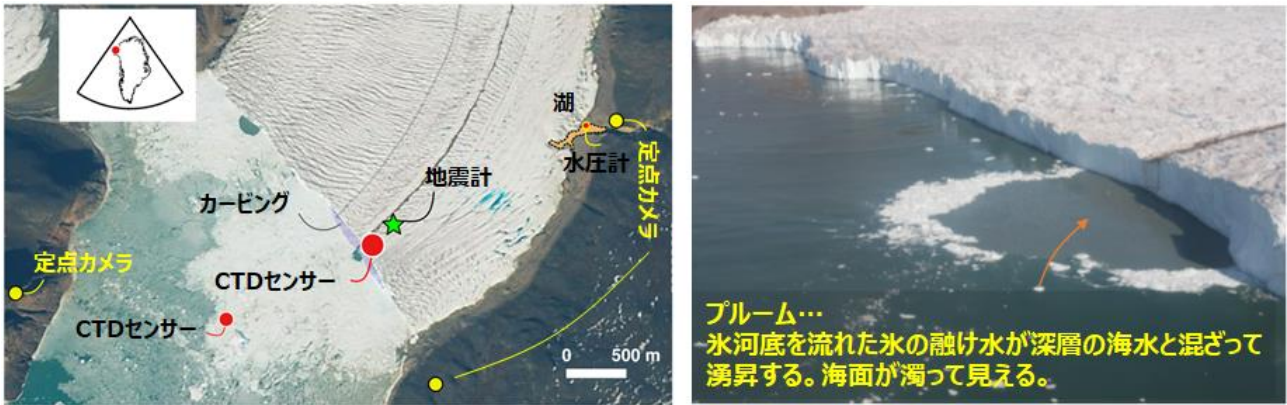 湖
水圧計
定点カメラ
地震計
カービング
CTDセンサー
定点カメラ
CTDセンサー
0 500 m
プルーム…
氷河底を流れた氷の融け水が深層の海水と混ざって
湧昇する。海面が濁って見える。